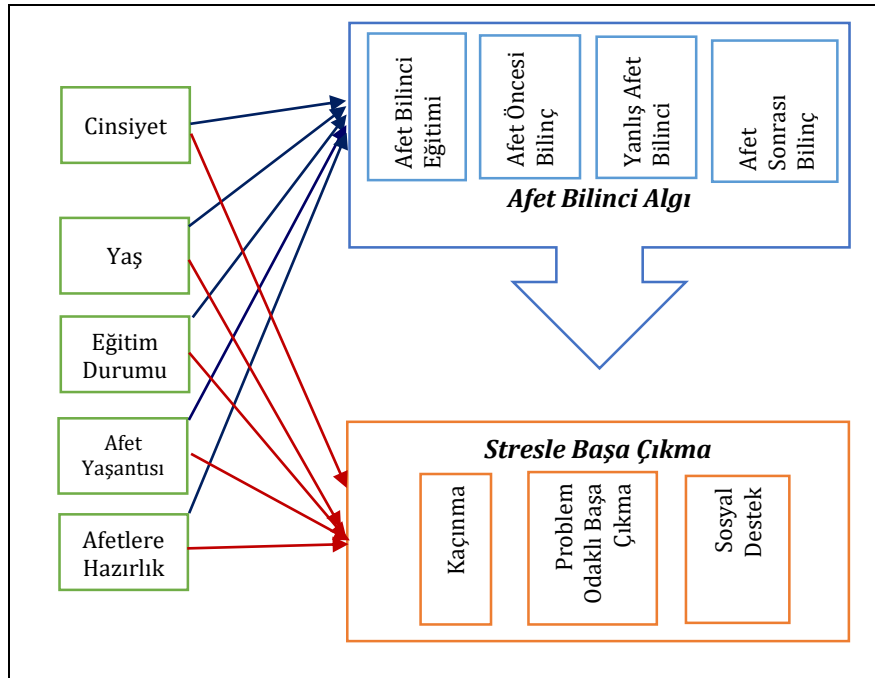 Cinsiyet
Yaş
Eğitim
Durumu
Afet
Yaşantısı
Afetlere
Hazırlık
Afet Bilinci
Eğitimi
Afet Öncesi
Bilinç
Yanlış Afet
Bilinci
Afet
Sonrası
Bilinç
Afet Bilinci Algı
Stresle Başa Çıkma
Kaçınma
Problem
Odaklı Başa
Çıkma
Sosyal
Destek